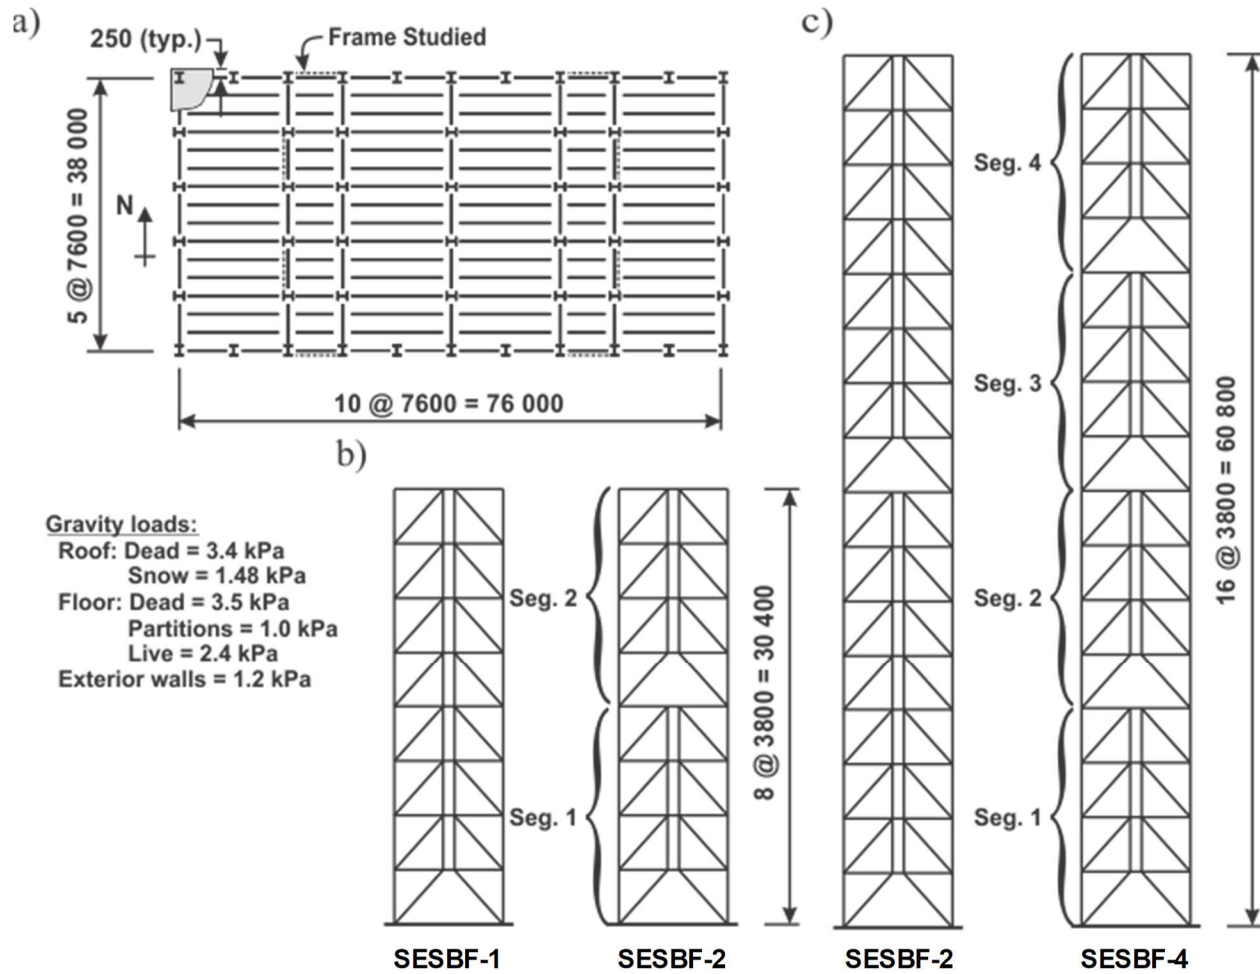 a)
250 (typ.)
Frame Studied
5 @ 7600 = 38 000
N
10 @ 7600 = 76 000
Gravity loads:
Roof: Dead = 3.4 kPa
Snow = 1.48 kPa
Floor: Dead = 3.5 kPa
Partitions = 1.0 kPa
Live = 2.4 kPa
Exterior walls = 1.2 kPa
b)
Seg. 2
Seg. 1
8 @ 3800 = 30 400
SESBF-1
SESBF-2
c)
Seg. 4
Seg. 3
Seg. 2
Seg. 1
16 @ 3800 = 60 800
SESBF-2
SESBF-4